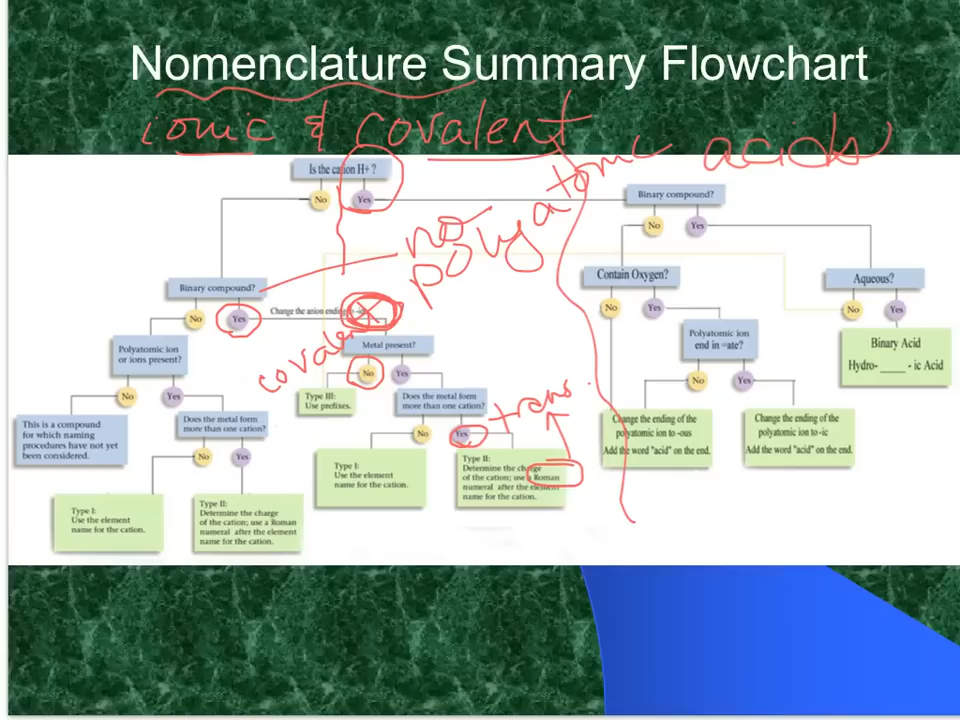 Nomenclature Summary Flowchart
ionic & covalent
acids
Is the cation H+ ?
No
Yes
no
polyatomic
Binary compound?
No
Yes
Change the anion ending to -ide
covalent
Metal present?
No
Yes
Type III:
Use prefixes.
Does the metal form
more than one cation?
No
Yes
trans.
Type I:
Use the element
name for the cation.
Type II:
Determine the charge
of the cation; use a Roman
numeral after the element
name for the cation.
Polyatomic ion
or ions present?
No
Yes
This is a compound
for which naming
procedures have not yet
been considered.
Does the metal form
more than one cation?
No
Yes
Type I:
Use the element
name for the cation.
Type II:
Determine the charge
of the cation; use a Roman
numeral after the element
name for the cation.
Binary compound?
No
Yes
Contain Oxygen?
No
Yes
Polyatomic ion
end in -ate?
No
Yes
Change the ending of the
polyatomic ion to -ous
Add the word "acid" on the end.
Change the ending of the
polyatomic ion to -ic
Add the word "acid" on the end.
Aqueous?
No
Yes
Binary Acid
Hydro- ____ - ic Acid